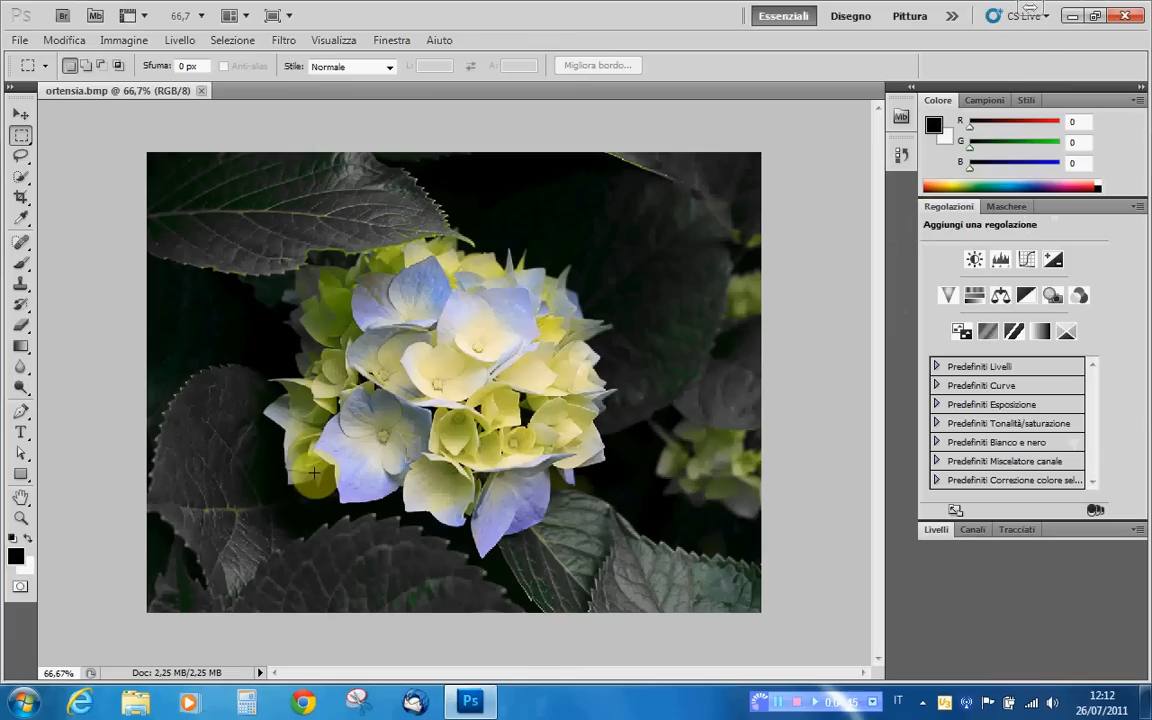 Ps Br Mb 66,7 Essenziali Disegno Pittura CS Live
File Modifica Immagine Livello Selezione Filtro Visualizza Finestra Aiuto
Sfuma: 0 px Anti-alias Stile: Normale L: A: Migliora bordo...
ortensia.bmp @ 66,7% (RGB/8)
Colore Campioni Stili
Mb
R 0
G 0
B 0
Regolazioni Maschere
Aggiungi una regolazione
Predefiniti Livelli
Predefiniti Curve
Predefiniti Esposizione
Predefiniti Tonalità/saturazione
Predefiniti Bianco e nero
Predefiniti Miscelatore canale
Predefiniti Correzione colore sel...
Livelli Canali Tracciati
T
66,67% Doc: 2,25 MB/2,25 MB
Ps IT
12:12
26/07/2011